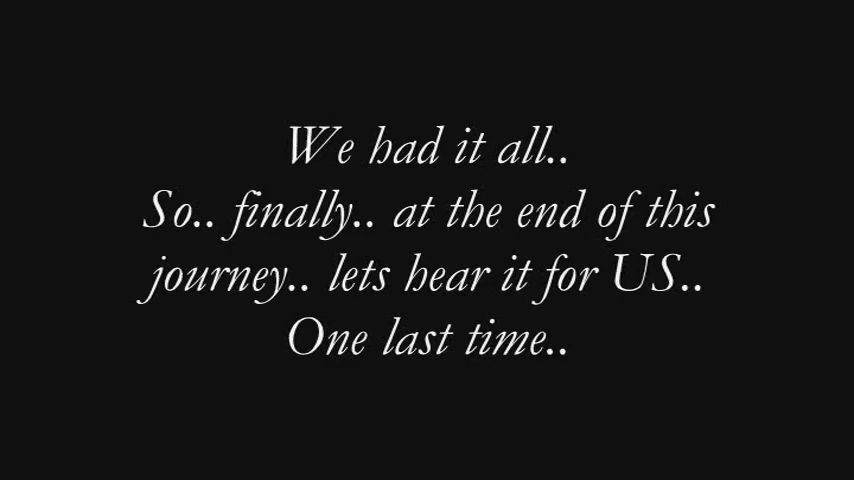 We had it all..
So.. finally.. at the end of this
journey.. lets hear it for US..
One last time..